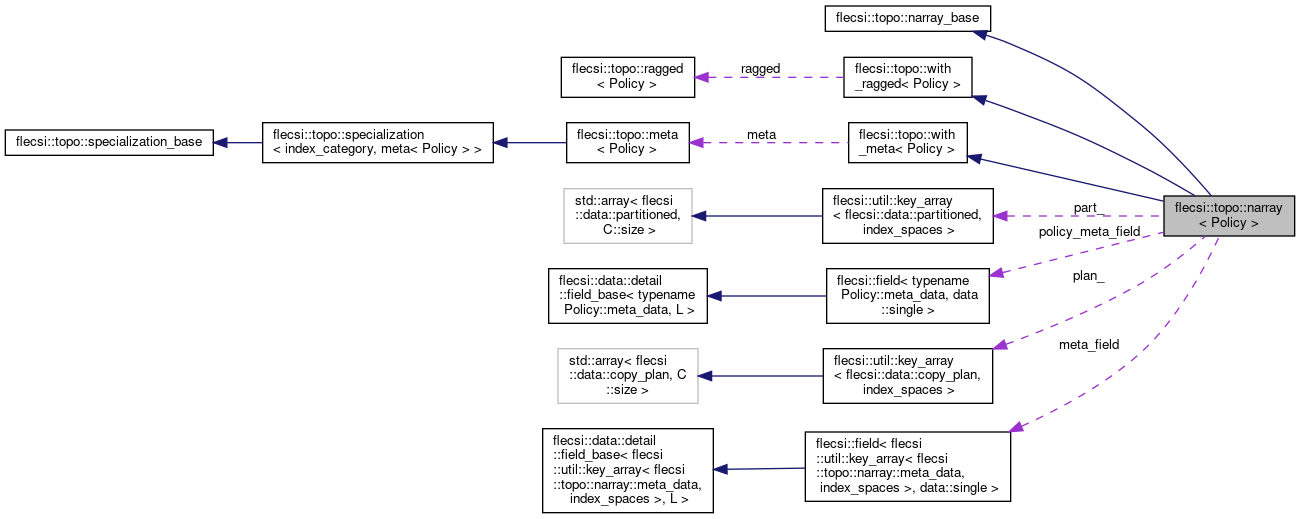 flecsi::topo::narray_base
flecsi::topo::ragged
< Policy >
ragged
flecsi::topo::with
_ragged< Policy >
flecsi::topo::specialization_base
flecsi::topo::specialization
< index_category, meta< Policy > >
flecsi::topo::meta
< Policy >
meta
flecsi::topo::with
_meta< Policy >
std::array< flecsi
::data::partitioned,
C::size >
flecsi::util::key_array
< flecsi::data::partitioned,
index_spaces >
part_
flecsi::topo::narray
< Policy >
policy_meta_field
flecsi::data::detail
::field_base< typename
Policy::meta_data, L >
flecsi::field< typename
Policy::meta_data, data
::single >
plan_
std::array< flecsi
::data::copy_plan, C
::size >
flecsi::util::key_array
< flecsi::data::copy_plan,
index_spaces >
meta_field
flecsi::data::detail
::field_base< flecsi
::util::key_array< flecsi
::topo::narray::meta_data,
index_spaces >, L >
flecsi::field< flecsi
::util::key_array< flecsi
::topo::narray::meta_data,
index_spaces >, data::single >